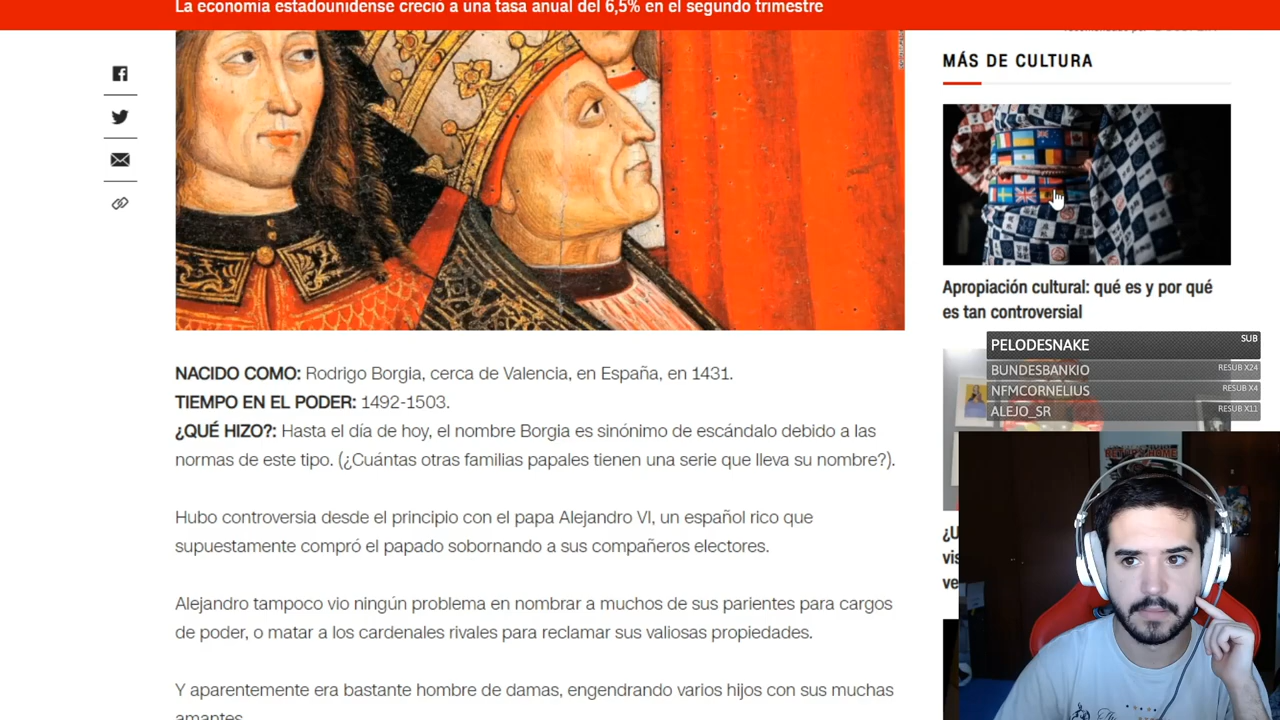 La economía estadounidense creció a una tasa anual del 6,5% en el segundo trimestre
MÁS DE CULTURA
Apropiación cultural: qué es y por qué
es tan controversial
PELODESNAKE SUB
BUNDESBANKIO RESUB X24
NFMCORNELIUS RESUB X4
ALEJO_SR RESUB X11
NACIDO COMO: Rodrigo Borgia, cerca de Valencia, en España, en 1431.
TIEMPO EN EL PODER: 1492-1503.
¿QUÉ HIZO?: Hasta el día de hoy, el nombre Borgia es sinónimo de escándalo debido a las
normas de este tipo. (¿Cuántas otras familias papales tienen una serie que lleva su nombre?).
Hubo controversia desde el principio con el papa Alejandro VI, un español rico que
supuestamente compró el papado sobornando a sus compañeros electores.
Alejandro tampoco vio ningún problema en nombrar a muchos de sus parientes para cargos
de poder, o matar a los cardenales rivales para reclamar sus valiosas propiedades.
Y aparentemente era bastante hombre de damas, engendrando varios hijos con sus muchas
amantes